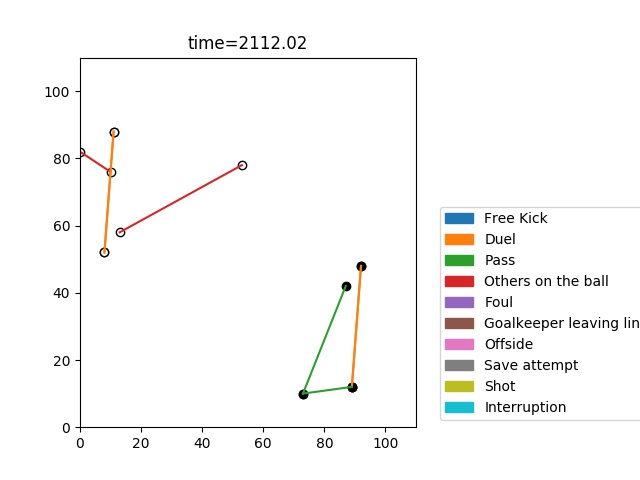 time=2112.02
100
80
60
40
20
0
0 20 40 60 80 100
Free Kick
Duel
Pass
Others on the ball
Foul
Goalkeeper leaving lin
Offside
Save attempt
Shot
Interruption